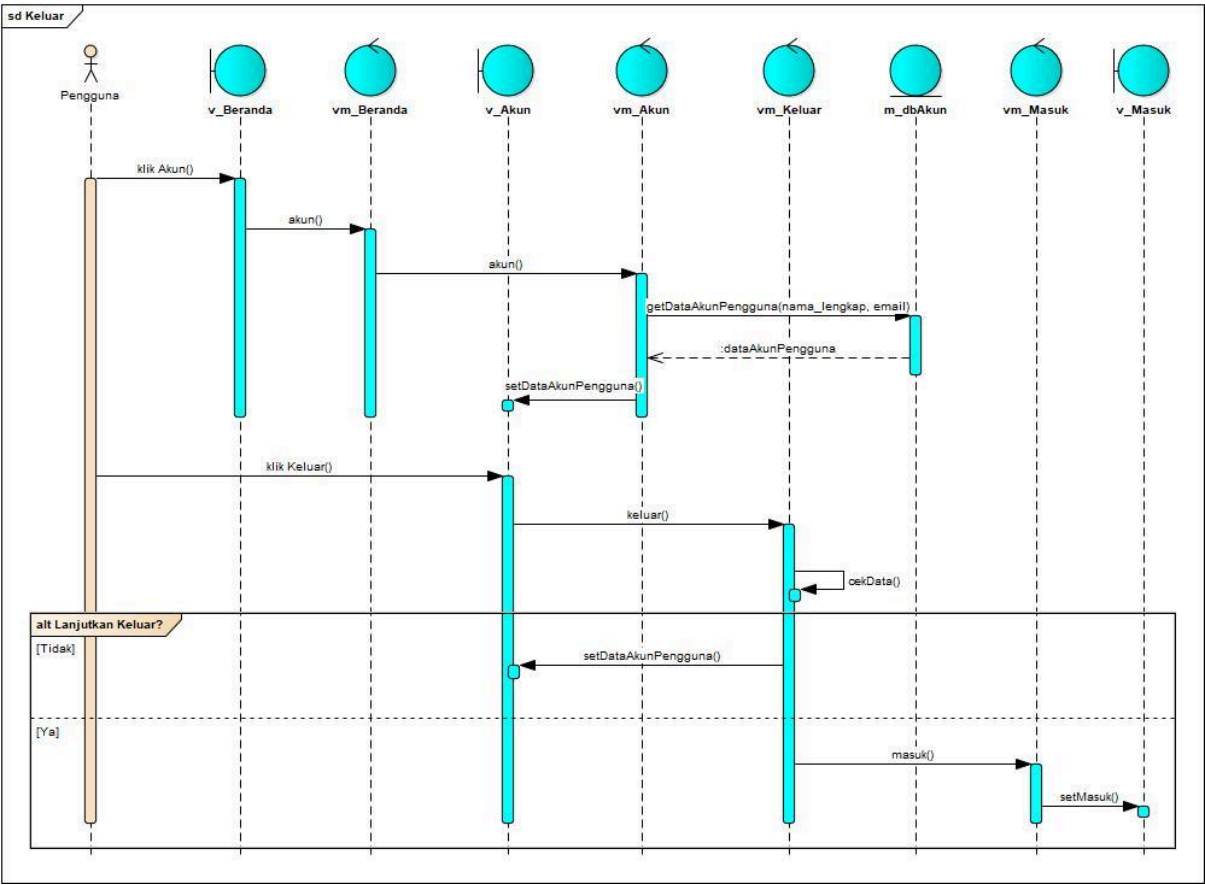 sd Keluar
Pengguna
v_Beranda
vm_Beranda
v_Akun
vm_Akun
vm_Keluar
m_dbAkun
vm_Masuk
v_Masuk
klik Akun()
akun()
akun()
getDataAkunPengguna(nama_lengkap, email)
:dataAkunPengguna
setDataAkunPengguna()
klik Keluar()
keluar()
cekData()
alt Lanjutkan Keluar?
[Tidak]
setDataAkunPengguna()
[Ya]
masuk()
setMasuk()